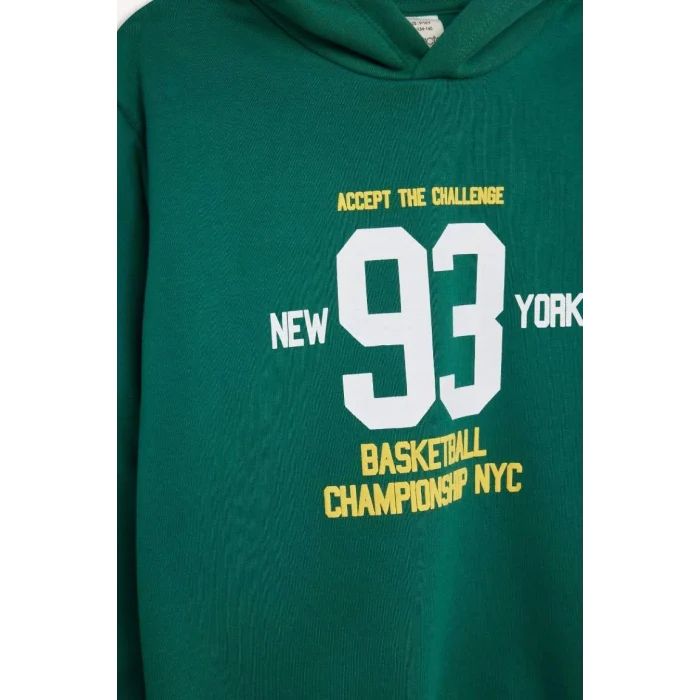 ACCEPT THE CHALLENGE
93
NEW YORK
BASKETBALL
CHAMPIONSHIP NYC